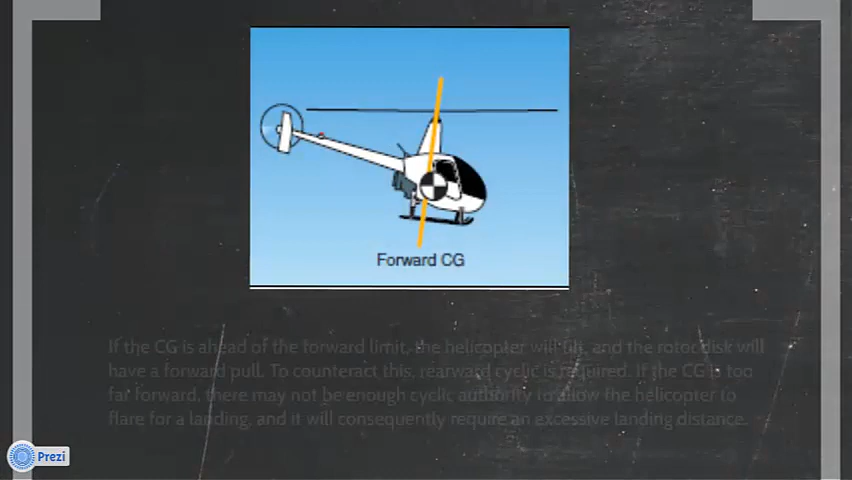 Forward CG
If the CG is ahead of the forward limit, the helicopter will tilt, and the rotor disk will
have a forward pull. To counteract this, rearward cyclic is required. If the CG is too
far forward, there may not be enough cyclic authority to allow the helicopter to
flare for a landing, and it will consequently require an excessive landing distance.
Prezi